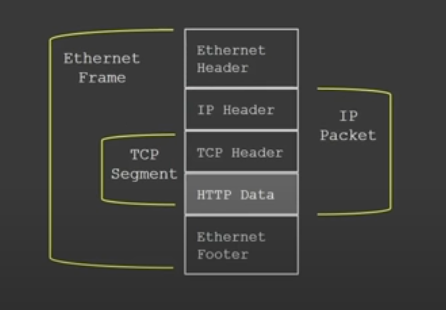 Ethernet
Frame
TCP
Segment
Ethernet
Header
IP Header
TCP Header
HTTP Data
Ethernet
Footer
IP
Packet